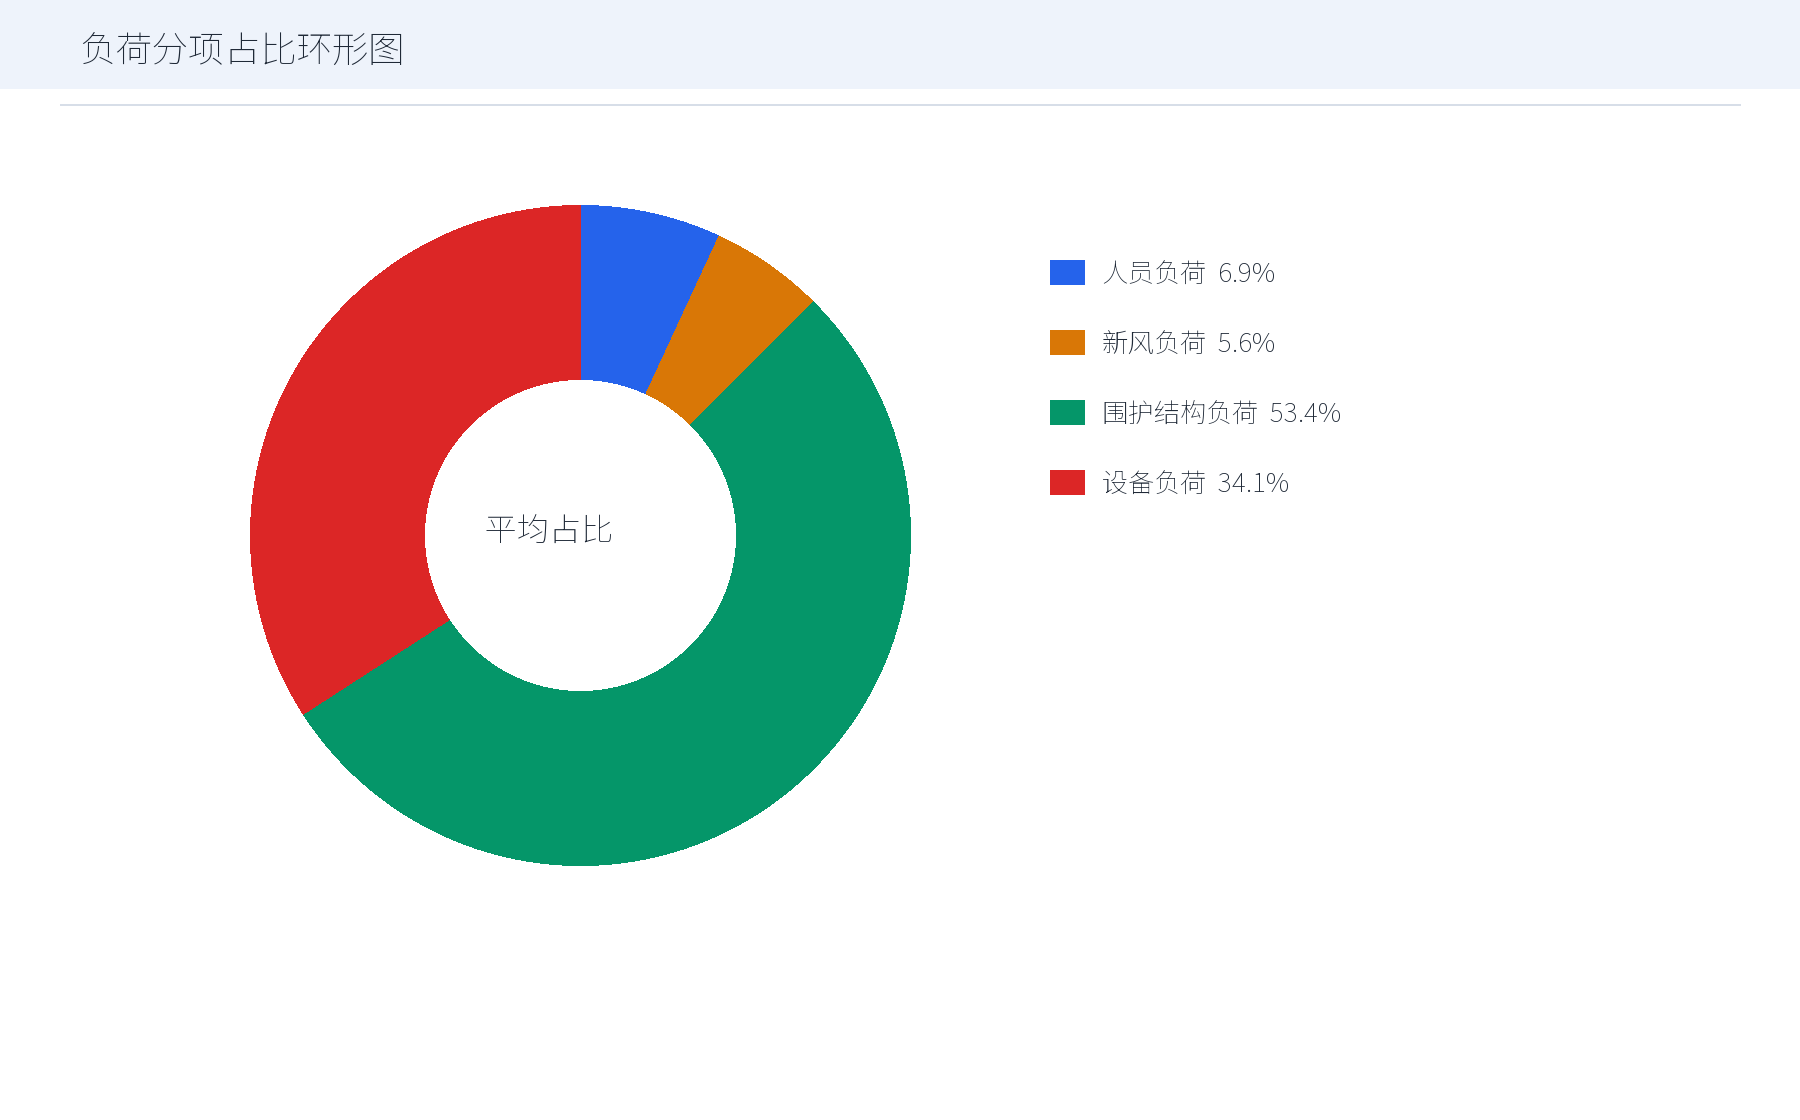 负荷分项占比环形图
人员负荷 6.9%
新风负荷 5.6%
围护结构负荷 53.4%
设备负荷 34.1%
平均占比